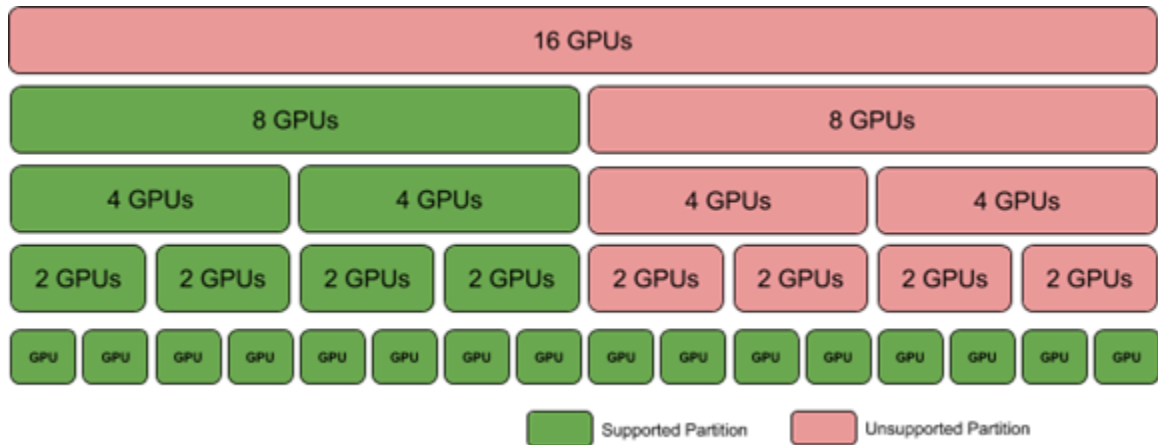 16 GPUs
8 GPUs 8 GPUs
4 GPUs 4 GPUs 4 GPUs 4 GPUs
2 GPUs 2 GPUs 2 GPUs 2 GPUs 2 GPUs 2 GPUs 2 GPUs 2 GPUs
GPU GPU GPU GPU GPU GPU GPU GPU GPU GPU GPU GPU GPU GPU GPU GPU
Supported Partition Unsupported Partition